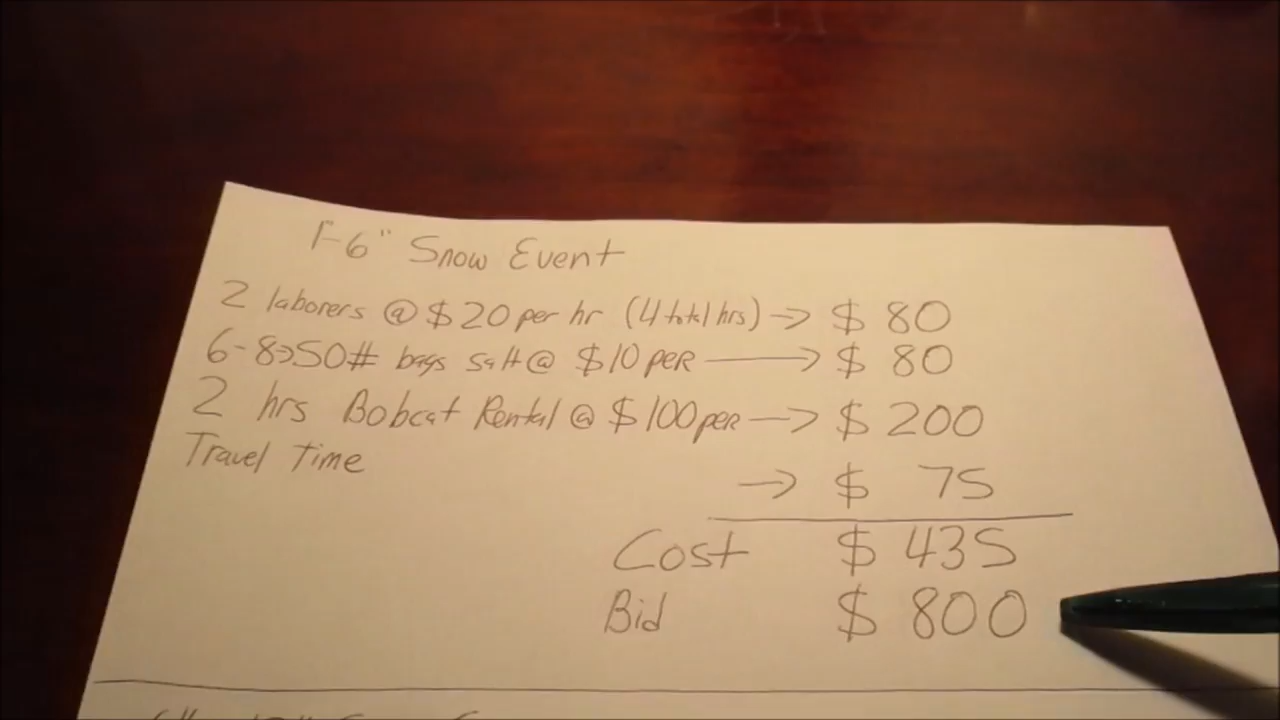 1"-6" Snow Event
2 laborers @ $20 per hr (4 total hrs) → $ 80
6-8→50# bags salt @ $10 per → $ 80
2 hrs Bobcat Rental @ $100 per → $ 200
Travel Time
→ $ 75
Cost $ 435
Bid $ 800